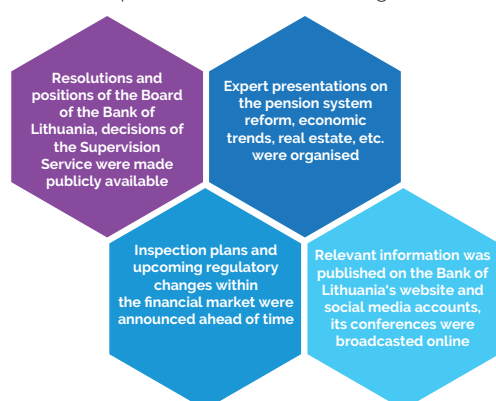 Resolutions and
positions of the Board
of the Bank of
Lithuania, decisions of
the Supervision
Service were made
publicly available
Expert presentations on
the pension system
reform, economic
trends, real estate, etc.
were organised
Inspection plans and
upcoming regulatory
changes within
the financial market were
announced ahead of time
Relevant information was
published on the Bank of
Lithuania's website and
social media accounts,
its conferences were
broadcasted online